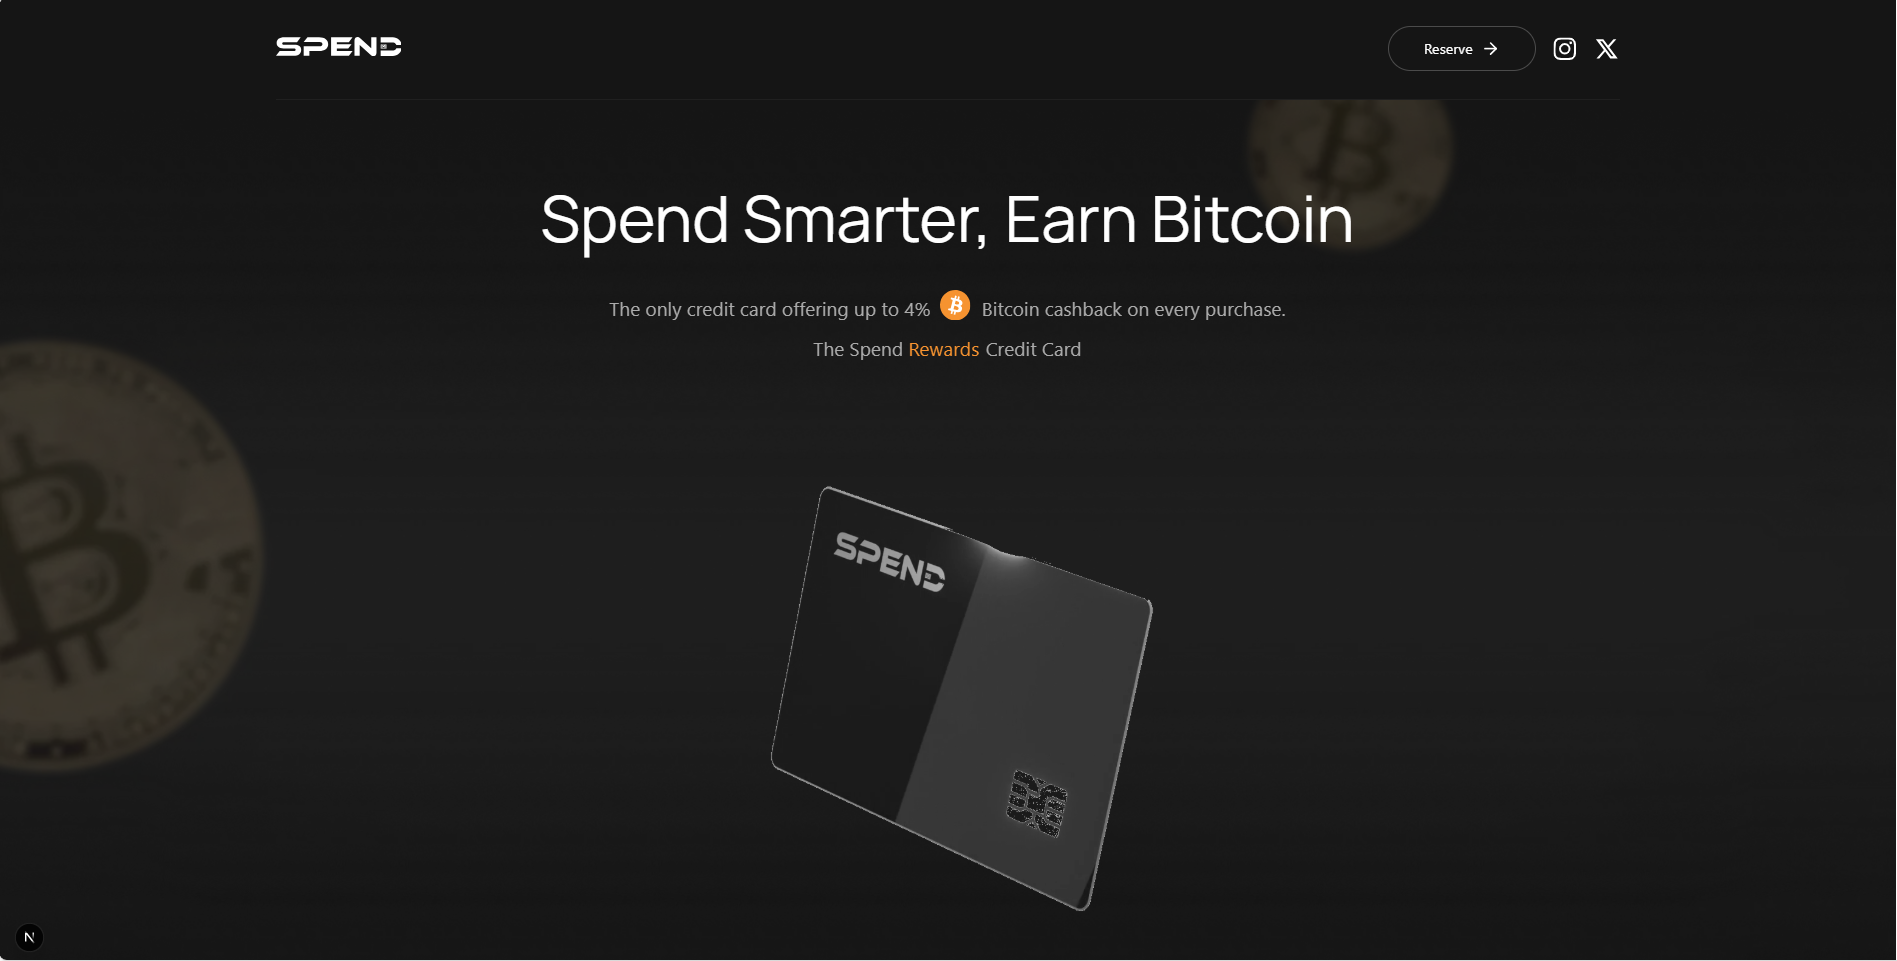 SPEND
Reserve
Spend Smarter, Earn Bitcoin
The only credit card offering up to 4% Bitcoin cashback on every purchase.
The Spend Rewards Credit Card
SPEND
N